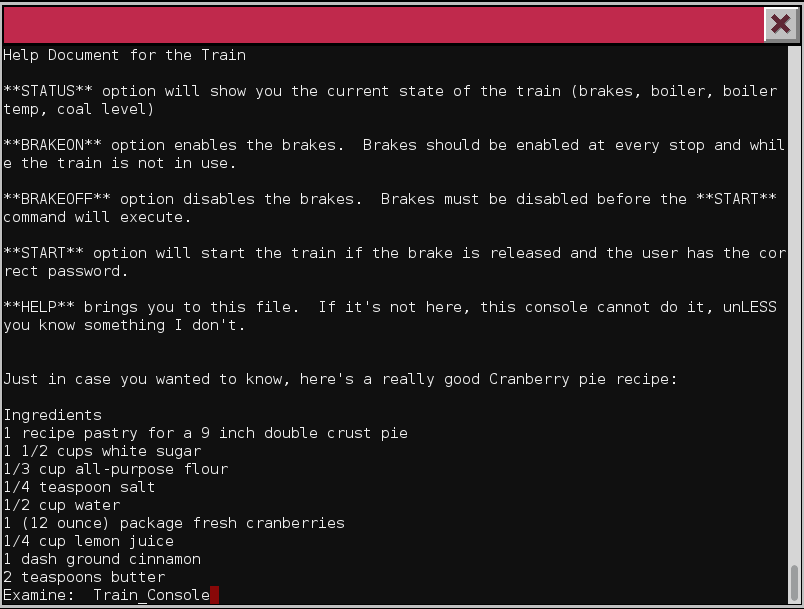 Help Document for the Train
**STATUS** option will show you the current state of the train (brakes, boiler, boiler
temp, coal level)
**BRAKEON** option enables the brakes.  Brakes should be enabled at every stop and whil
e the train is not in use.
**BRAKEOFF** option disables the brakes.  Brakes must be disabled before the **START**
command will execute.
**START** option will start the train if the brake is released and the user has the cor
rect password.
**HELP** brings you to this file.  If it's not here, this console cannot do it, unLESS
you know something I don't.
Just in case you wanted to know, here's a really good Cranberry pie recipe:
Ingredients
1 recipe pastry for a 9 inch double crust pie
1 1/2 cups white sugar
1/3 cup all-purpose flour
1/4 teaspoon salt
1/2 cup water
1 (12 ounce) package fresh cranberries
1/4 cup lemon juice
1 dash ground cinnamon
2 teaspoons butter
Examine:  Train_Console